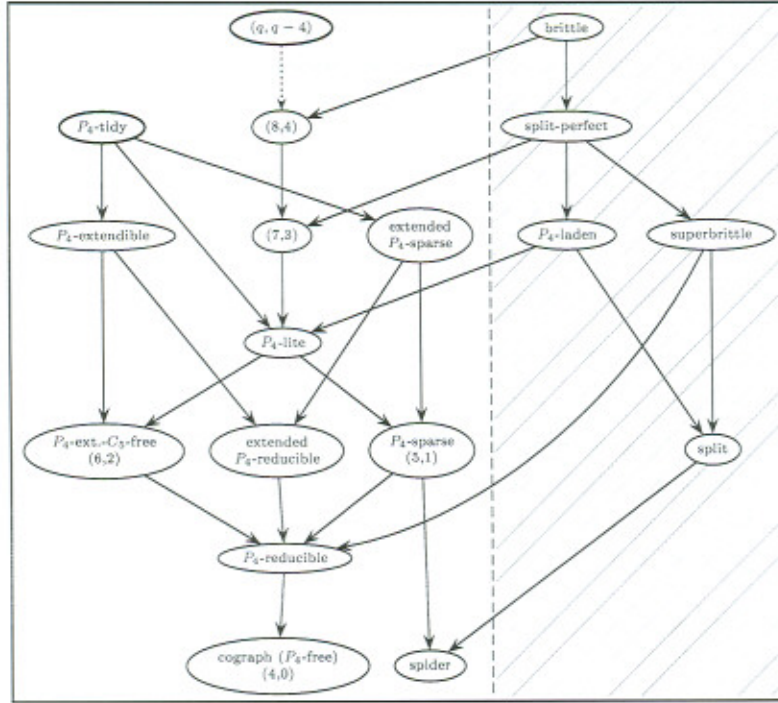 (q, q − 4)
brittle
P₄-tidy
(8,4)
split-perfect
P₄-extendible
(7,3)
extended
P₄-sparse
P₄-laden
superbrittle
P₄-lite
P₄-ext.-C₅-free
(6,2)
extended
P₄-reducible
P₄-sparse
(5,1)
split
P₄-reducible
cograph (P₄-free)
(4,0)
spider